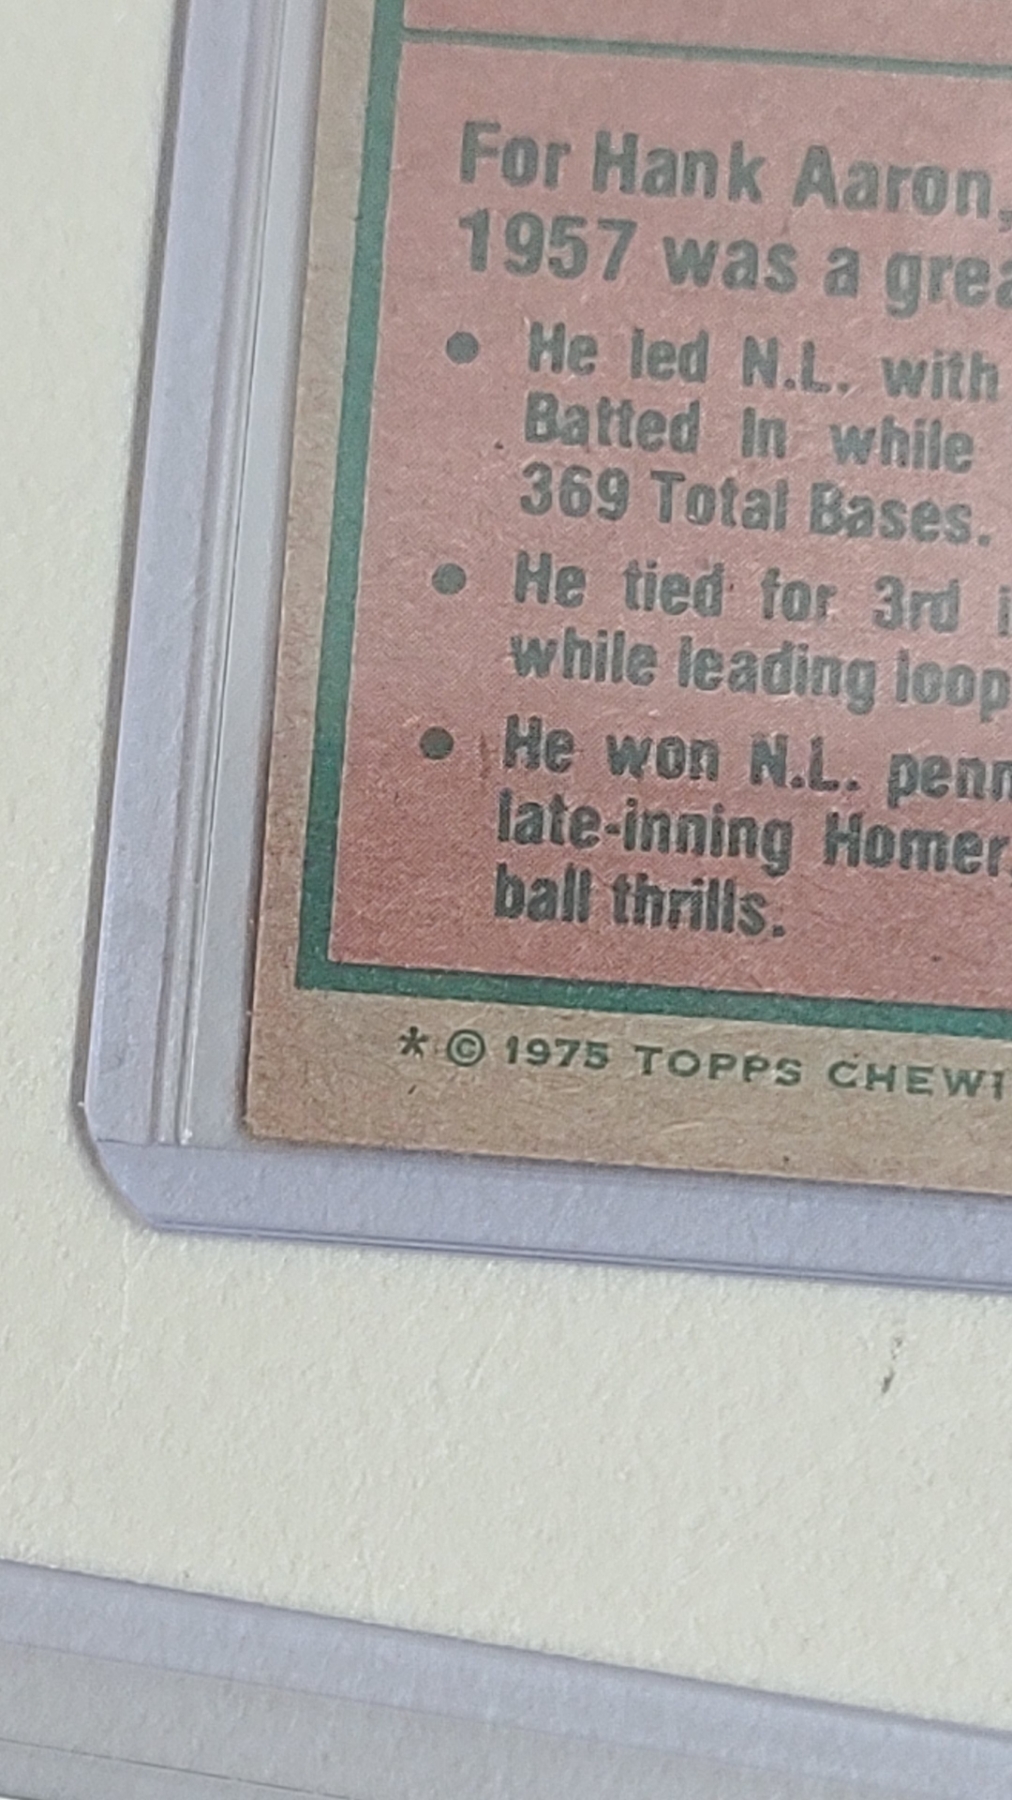 For Hank Aaron,
1957 was a grea
• He led N.L. with
Batted In while
369 Total Bases.
• He tied for 3rd i
while leading loop
• He won N.L. penn
late-inning Homer.
ball thrills.
* © 1975 TOPPS CHEWI